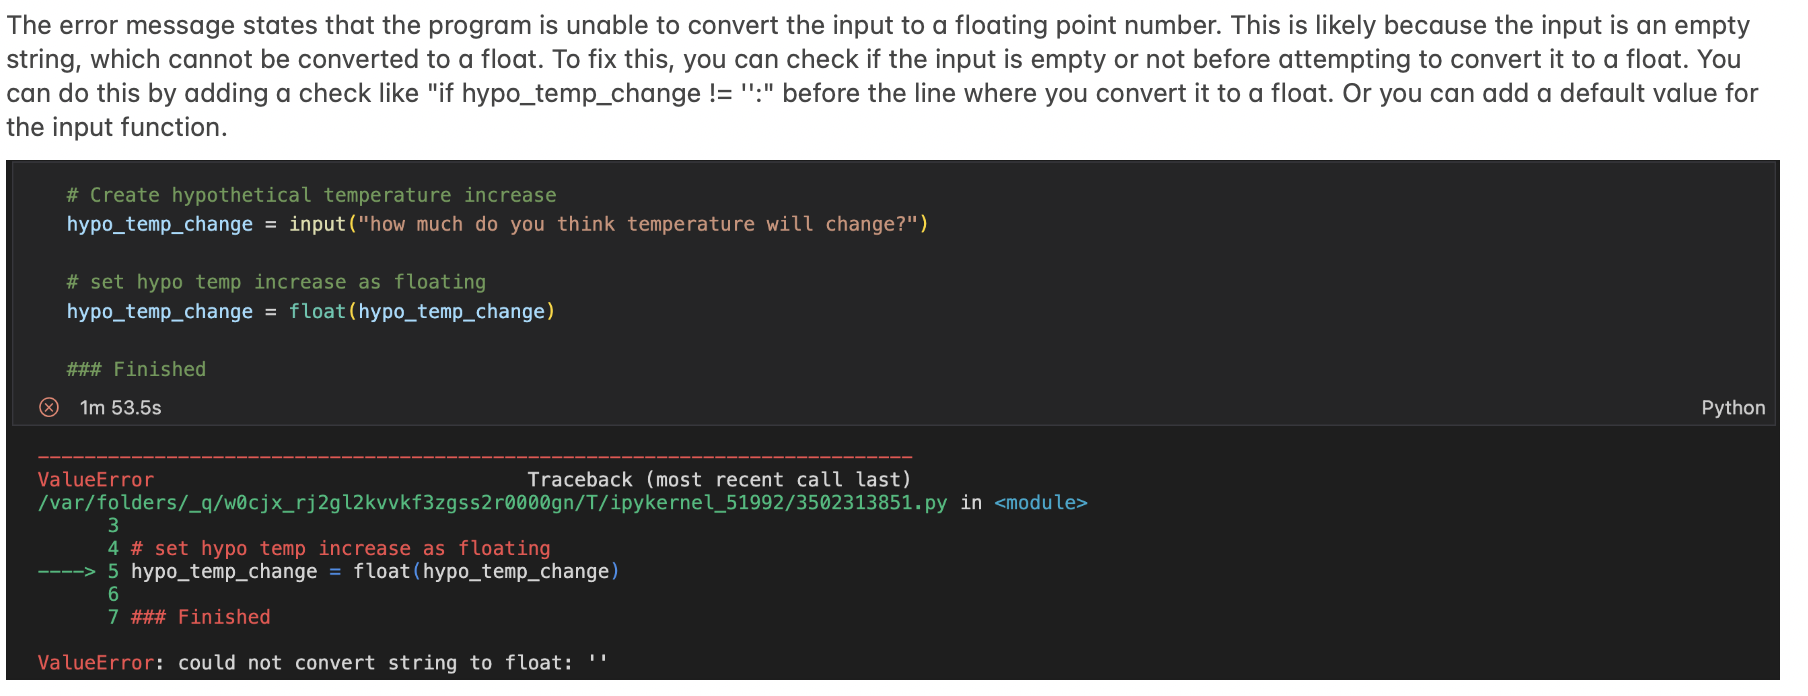 The error message states that the program is unable to convert the input to a floating point number. This is likely because the input is an empty
string, which cannot be converted to a float. To fix this, you can check if the input is empty or not before attempting to convert it to a float. You
can do this by adding a check like "if hypo_temp_change != '':" before the line where you convert it to a float. Or you can add a default value for
the input function.
# Create hypothetical temperature increase
hypo_temp_change = input("how much do you think temperature will change?")
# set hypo temp increase as floating
hypo_temp_change = float(hypo_temp_change)
### Finished
1m 53.5s Python
---------------------------------------------------------------------------
ValueError Traceback (most recent call last)
/var/folders/_q/w0cjx_rj2gl2kvvkf3zgss2r0000gn/T/ipykernel_51992/3502313851.py in <module>
3
4 # set hypo temp increase as floating
----> 5 hypo_temp_change = float(hypo_temp_change)
6
7 ### Finished
ValueError: could not convert string to float: ''